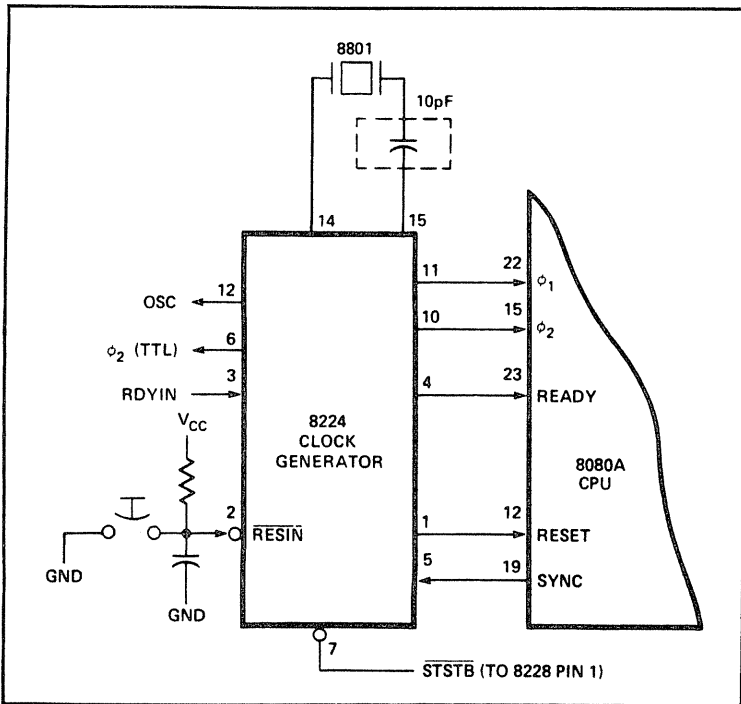 8801
10pF
14 15
11 22 ϕ1
12 OSC
10 15 ϕ2
6 ϕ2 (TTL)
3 RDYIN
4 23 READY
VCC
8224
CLOCK
GENERATOR
8080A
CPU
2 RESIN
1 12 RESET
5 19 SYNC
GND
GND
7
STSTB (TO 8228 PIN 1)